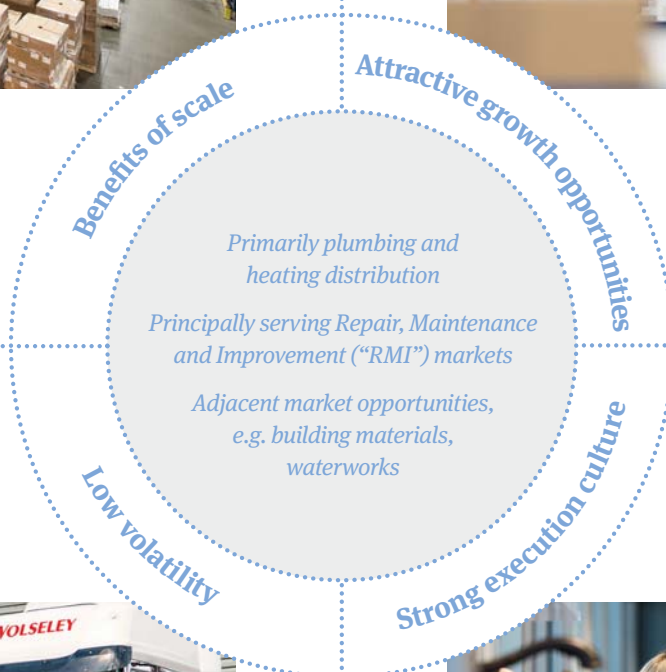 Benefits of scale
Attractive growth opportunities
Primarily plumbing and
heating distribution
Principally serving Repair, Maintenance
and Improvement (“RMI”) markets
Adjacent market opportunities,
e.g. building materials,
waterworks
Low volatility
Strong execution culture
WOLSELEY